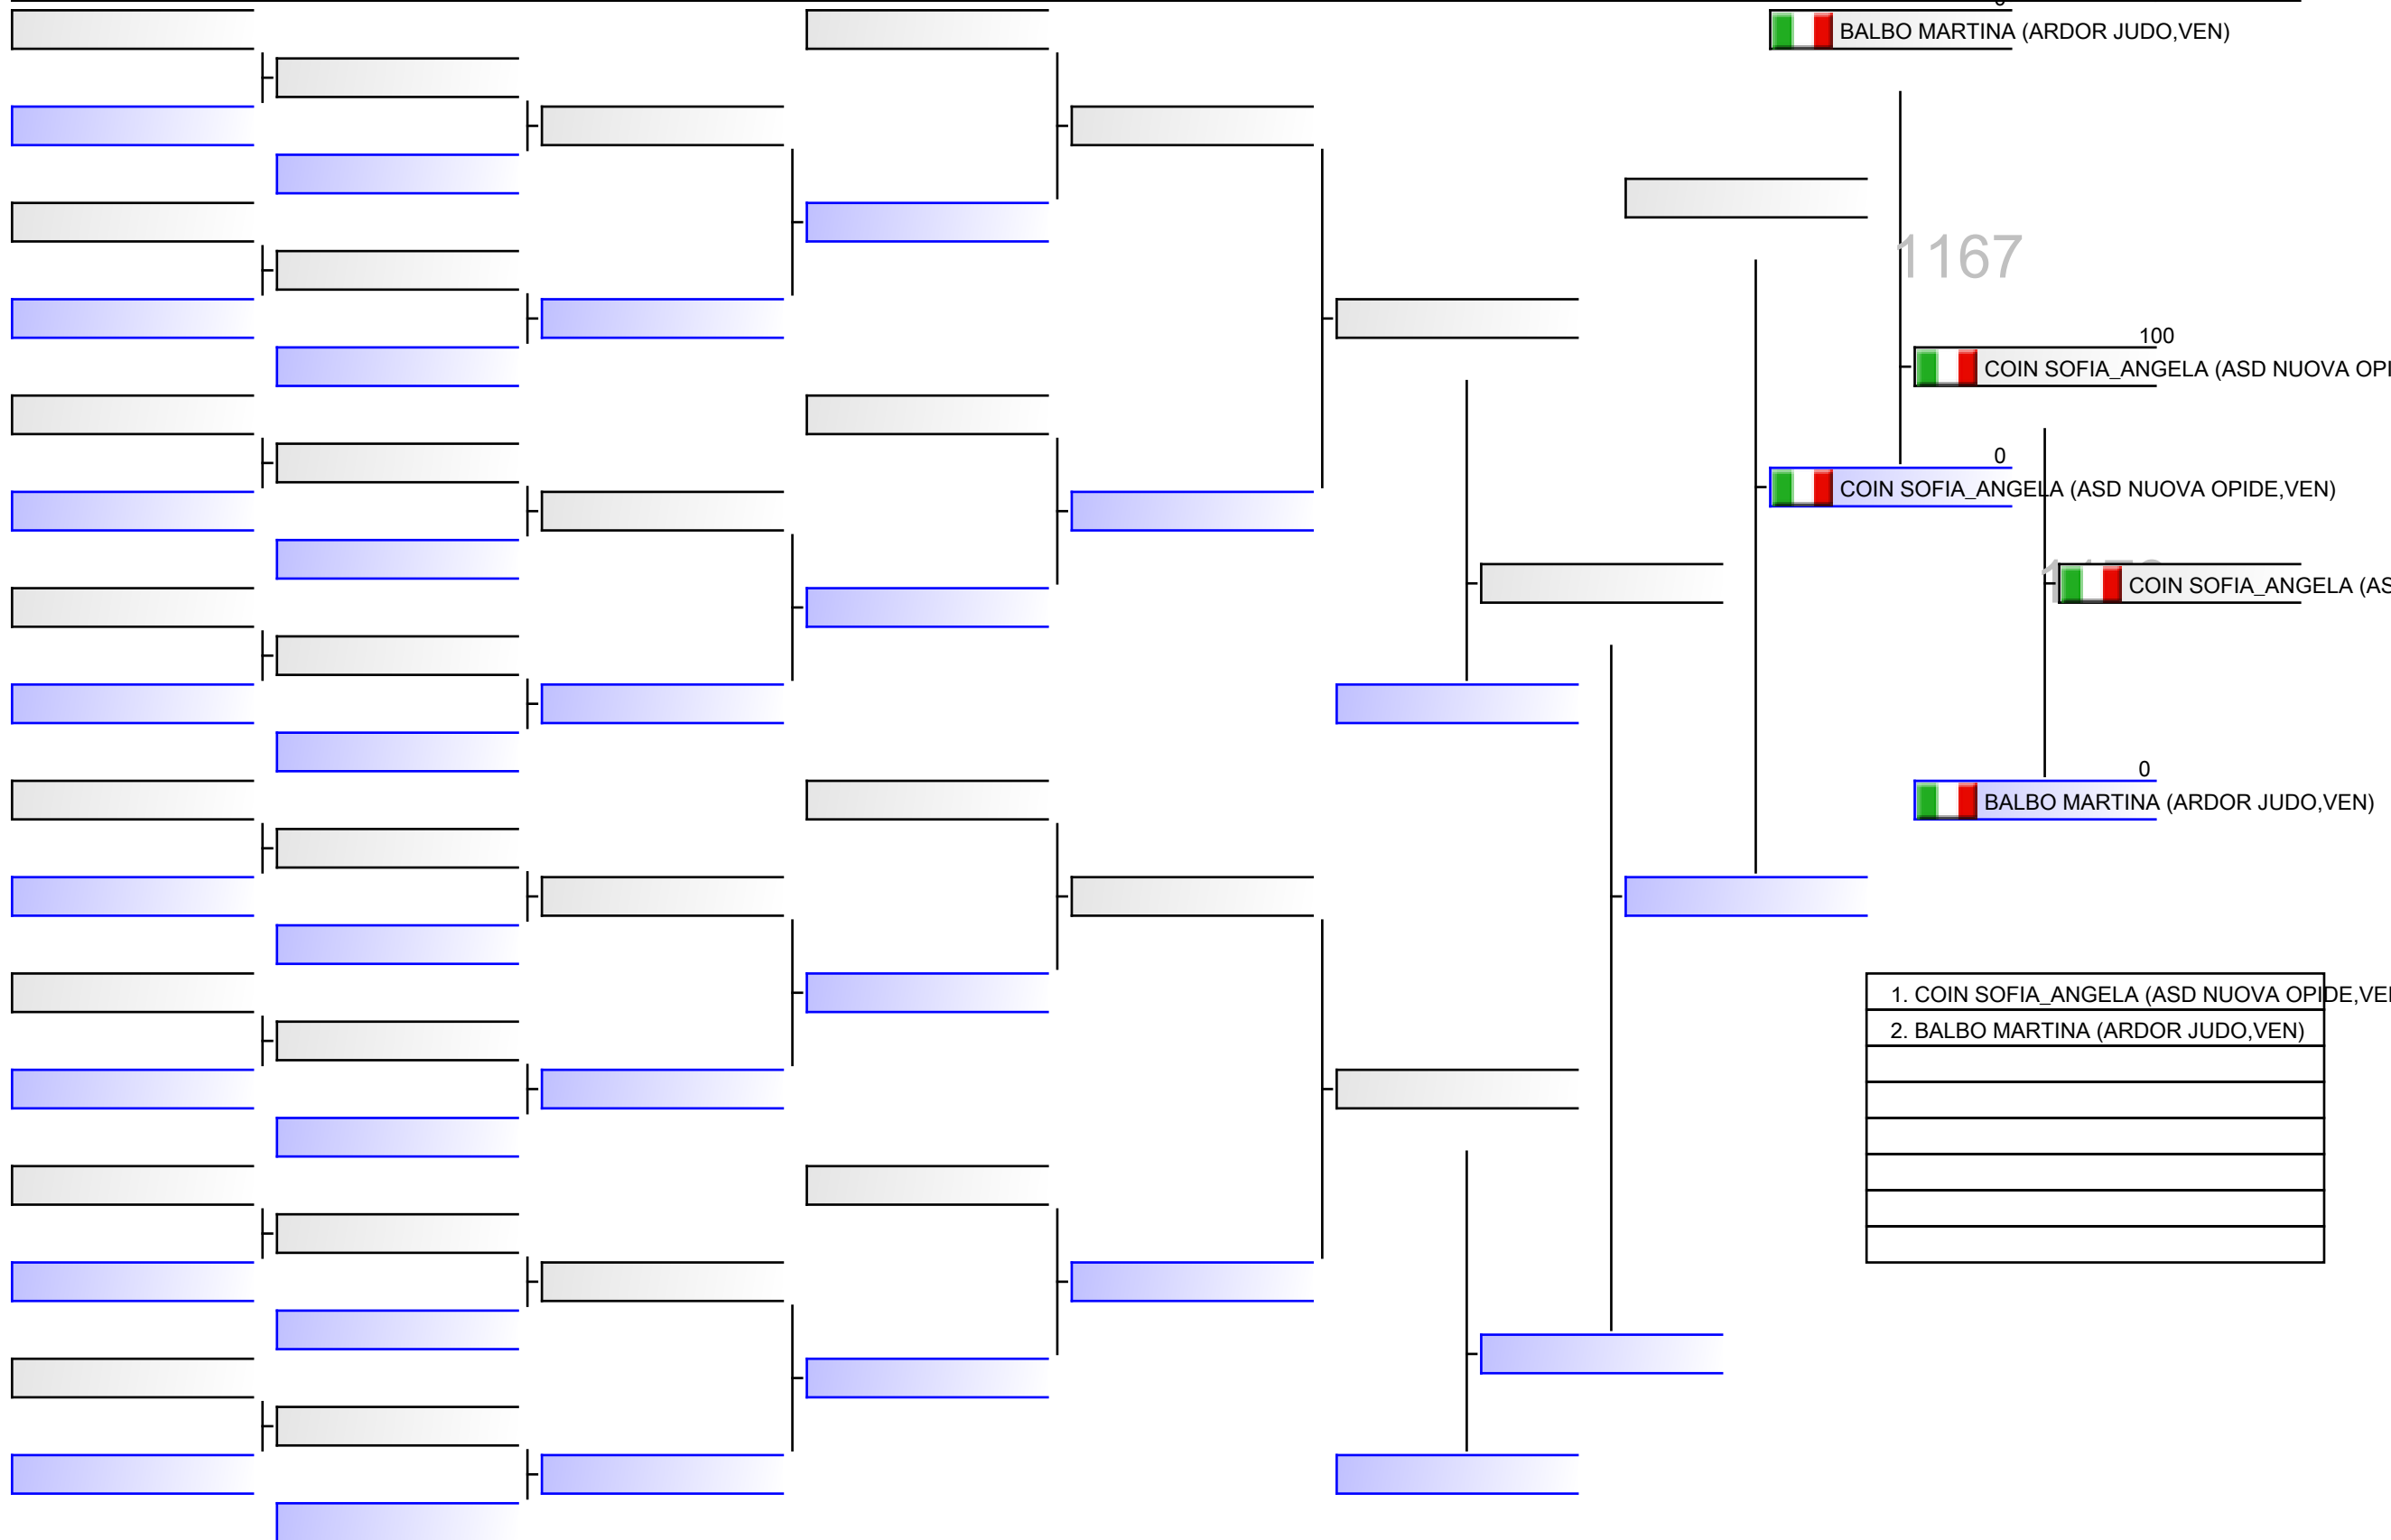 BALBO MARTINA (ARDOR JUDO,VEN)
1167
100
COIN SOFIA_ANGELA (ASD NUOVA OPI
0
COIN SOFIA_ANGELA (ASD NUOVA OPIDE,VEN)
COIN SOFIA_ANGELA (AS
0
BALBO MARTINA (ARDOR JUDO,VEN)
1. COIN SOFIA_ANGELA (ASD NUOVA OPIDE,VE
2. BALBO MARTINA (ARDOR JUDO,VEN)